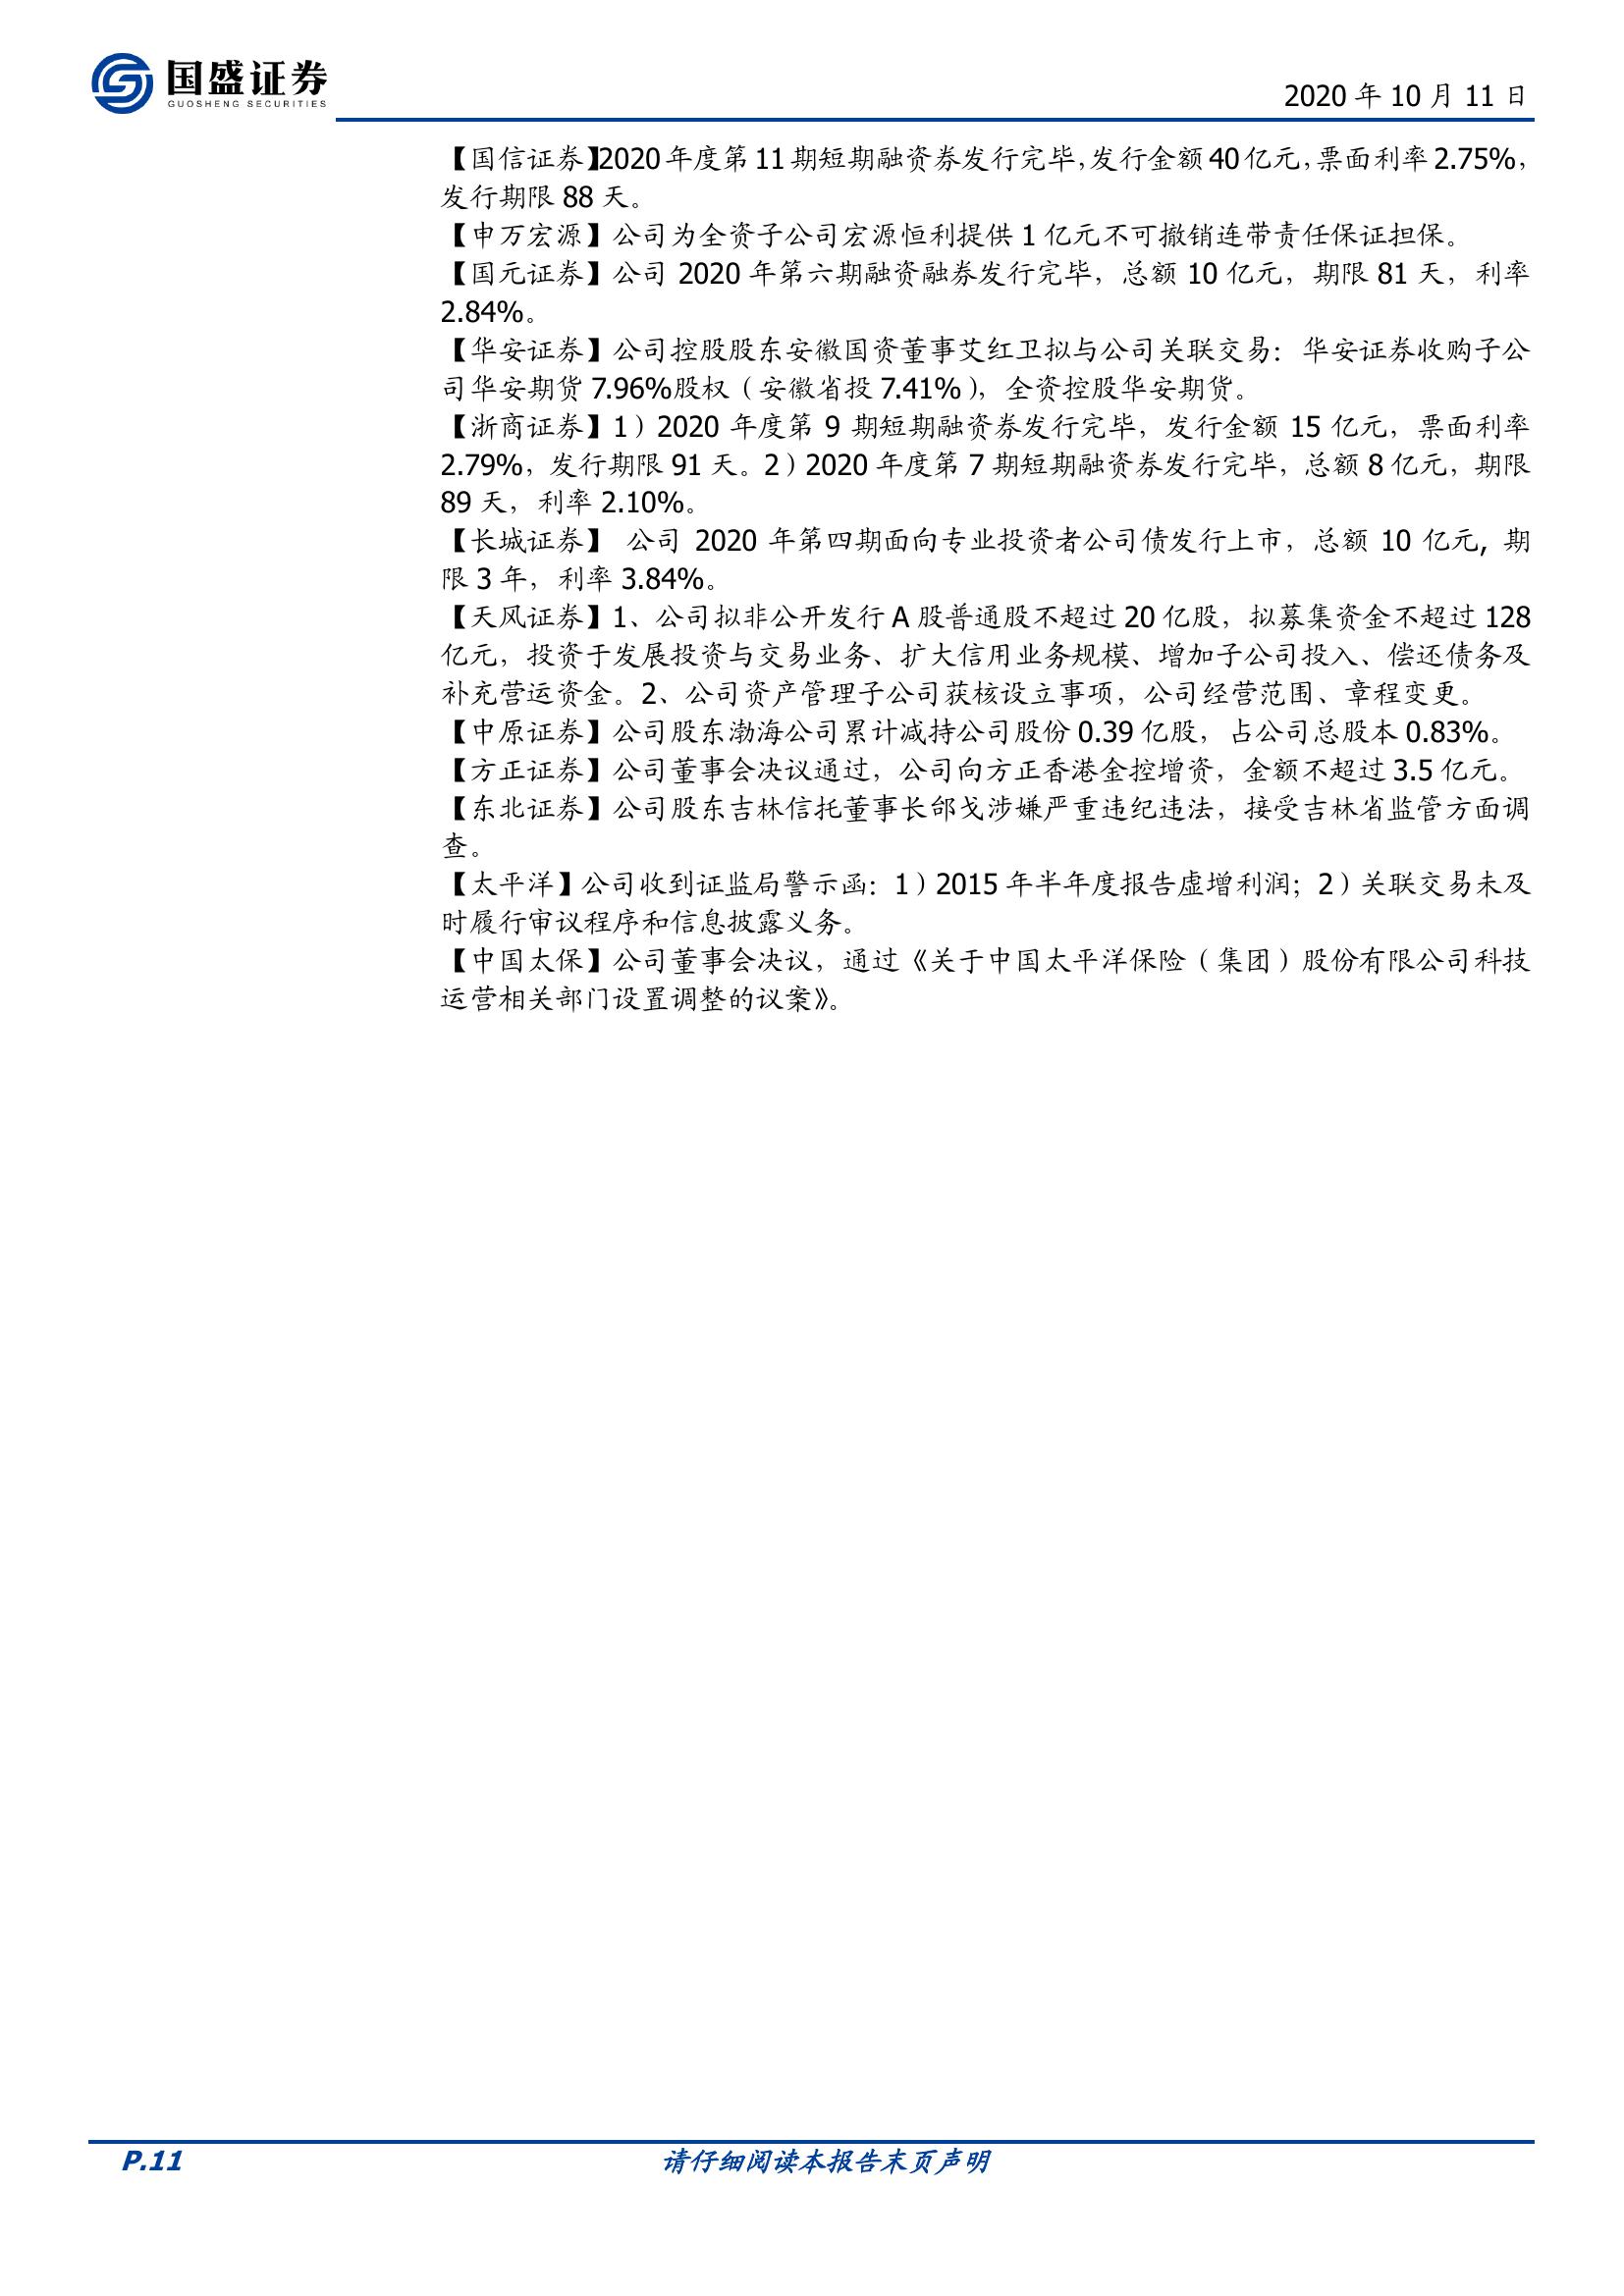 国盛证券
GUOSHENG SECURITIES
2020 年 10 月 11 日
【国信证券】2020 年度第 11 期短期融资券发行完毕，发行金额 40 亿元，票面利率 2.75%，
发行期限 88 天。
【申万宏源】公司为全资子公司宏源恒利提供 1 亿元不可撤销连带责任保证担保。
【国元证券】公司 2020 年第六期融资融券发行完毕，总额 10 亿元，期限 81 天，利率
2.84%。
【华安证券】公司控股股东安徽国资董事艾红卫拟与公司关联交易：华安证券收购子公
司华安期货 7.96%股权（安徽省投 7.41%），全资控股华安期货。
【浙商证券】1）2020 年度第 9 期短期融资券发行完毕，发行金额 15 亿元，票面利率
2.79%，发行期限 91 天。2）2020 年度第 7 期短期融资券发行完毕，总额 8 亿元，期限
89 天，利率 2.10%。
【长城证券】 公司 2020 年第四期面向专业投资者公司债发行上市，总额 10 亿元, 期
限 3 年，利率 3.84%。
【天风证券】1、公司拟非公开发行 A 股普通股不超过 20 亿股，拟募集资金不超过 128
亿元，投资于发展投资与交易业务、扩大信用业务规模、增加子公司投入、偿还债务及
补充营运资金。2、公司资产管理子公司获核设立事项，公司经营范围、章程变更。
【中原证券】公司股东渤海公司累计减持公司股份 0.39 亿股，占公司总股本 0.83%。
【方正证券】公司董事会决议通过，公司向方正香港金控增资，金额不超过 3.5 亿元。
【东北证券】公司股东吉林信托董事长邰戈涉嫌严重违纪违法，接受吉林省监管方面调
查。
【太平洋】公司收到证监局警示函：1）2015 年半年度报告虚增利润；2）关联交易未及
时履行审议程序和信息披露义务。
【中国太保】公司董事会决议，通过《关于中国太平洋保险（集团）股份有限公司科技
运营相关部门设置调整的议案》。
P.11
请仔细阅读本报告末页声明